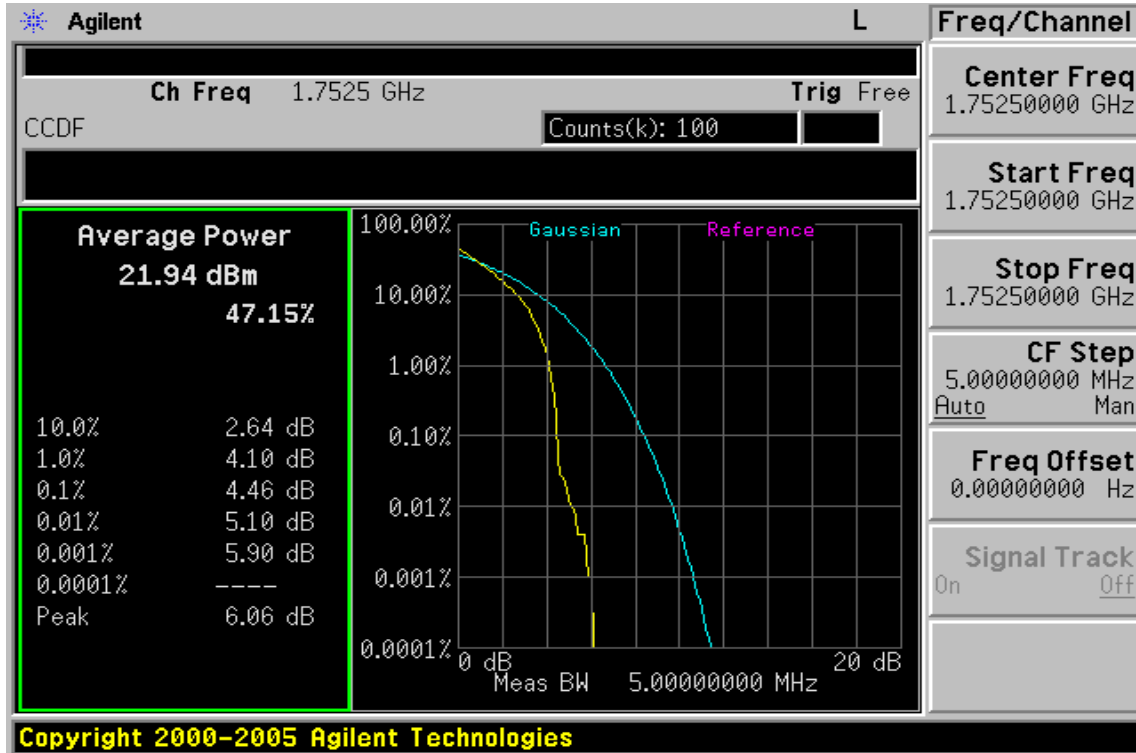 Agilent L Freq/Channel
Ch Freq 1.7525 GHz Trig Free
CCDF Counts(k): 100
Average Power
21.94 dBm
47.15%
10.0% 2.64 dB
1.0% 4.10 dB
0.1% 4.46 dB
0.01% 5.10 dB
0.001% 5.90 dB
0.0001% ----
Peak 6.06 dB
Gaussian Reference
100.00%
10.00%
1.00%
0.10%
0.01%
0.001%
0.0001%
0 dB 20 dB
Meas BW 5.00000000 MHz
Center Freq
1.75250000 GHz
Start Freq
1.75250000 GHz
Stop Freq
1.75250000 GHz
CF Step
5.00000000 MHz
Auto Man
Freq Offset
0.00000000 Hz
Signal Track
On Off
Copyright 2000-2005 Agilent Technologies